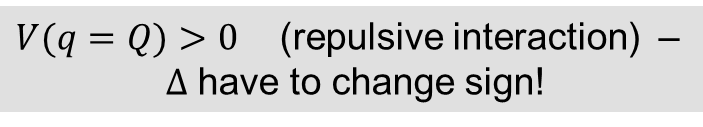 V(q = Q) > 0 (repulsive interaction) –
Δ have to change sign!